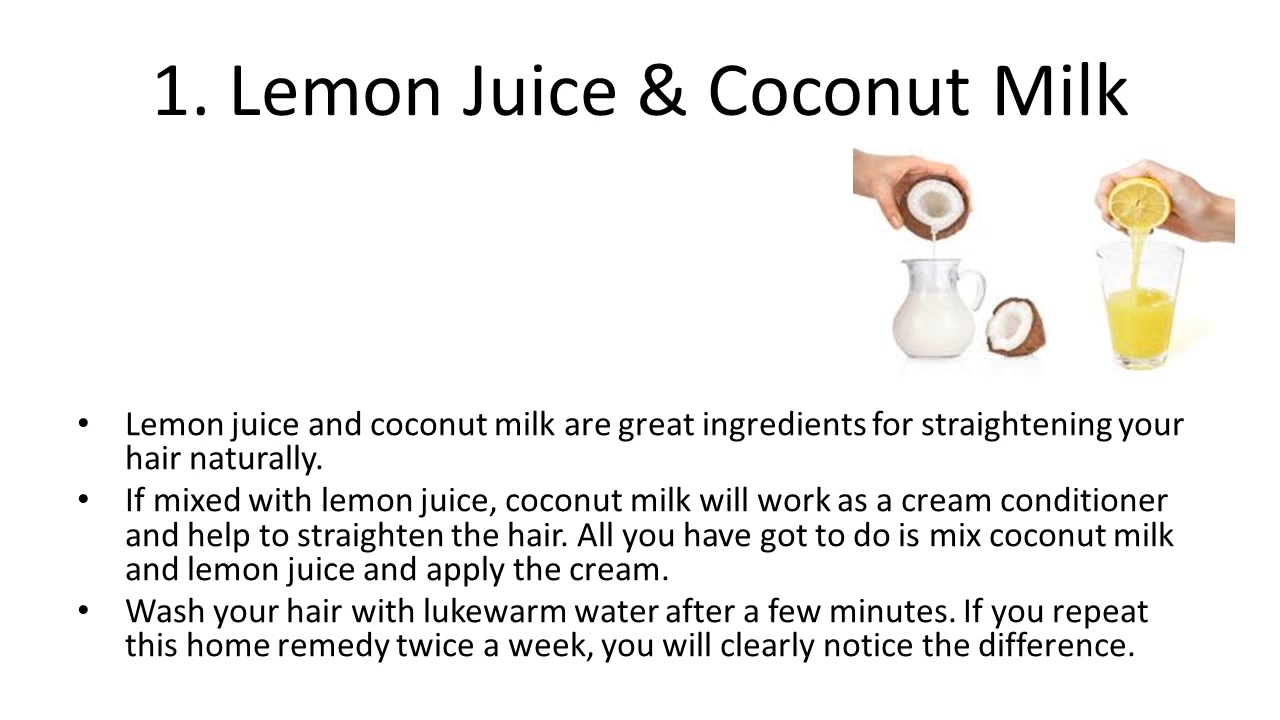 1. Lemon Juice & Coconut Milk
• Lemon juice and coconut milk are great ingredients for straightening your
hair naturally.
• If mixed with lemon juice, coconut milk will work as a cream conditioner
and help to straighten the hair. All you have got to do is mix coconut milk
and lemon juice and apply the cream.
• Wash your hair with lukewarm water after a few minutes. If you repeat
this home remedy twice a week, you will clearly notice the difference.